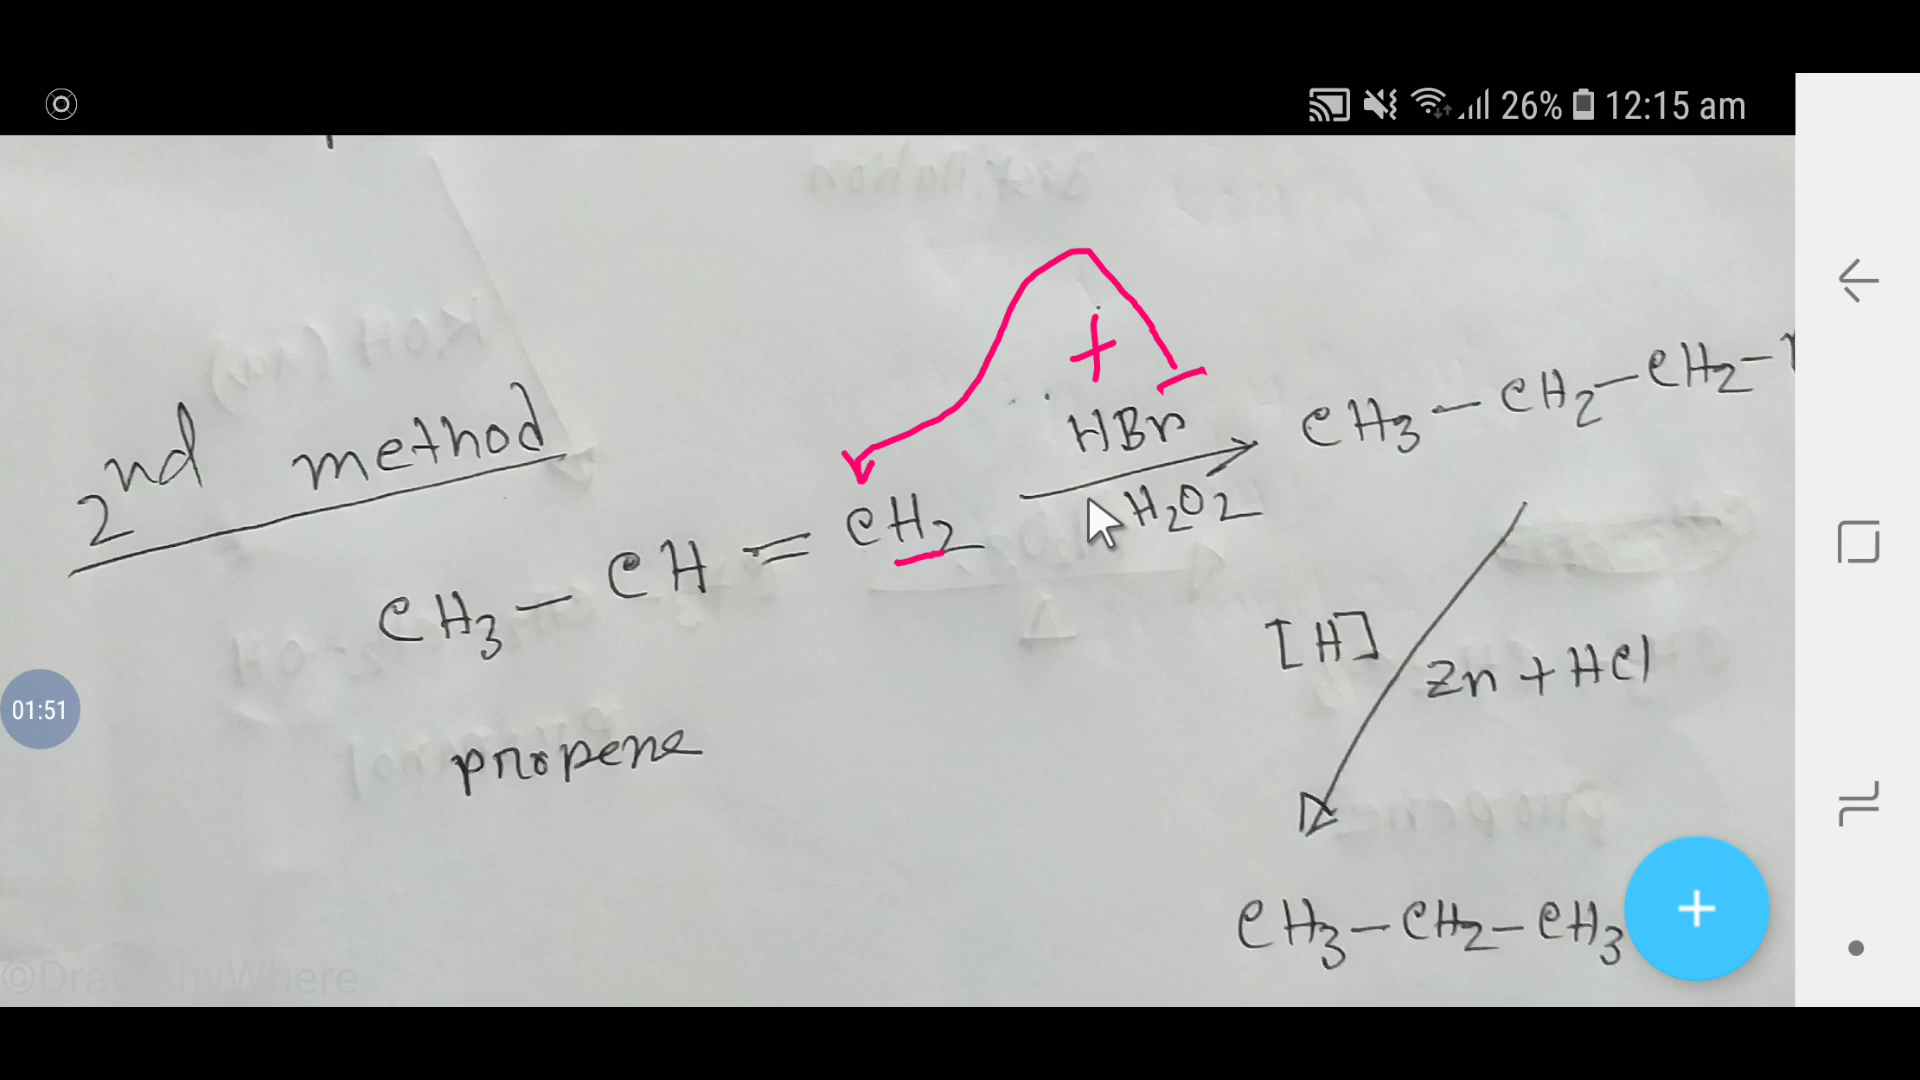 26% 12:15 am
2nd method
CH3 - CH = CH2
+ -
HBr
H2O2
CH3 - CH2 - CH2 -
[H] Zn + HCl
01:51
propene
CH3 - CH2 - CH3
+
©DrawAnyWhere